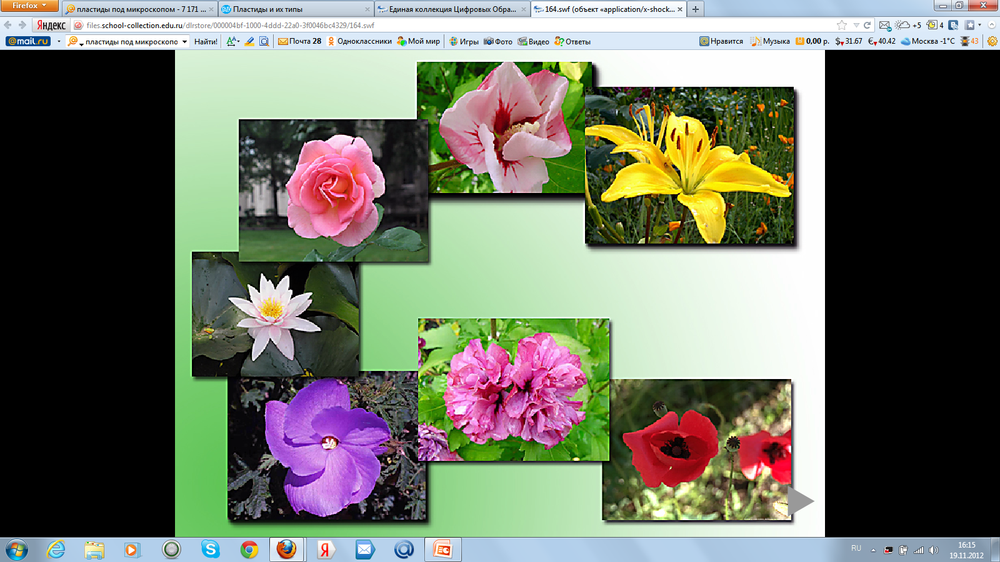 Firefox
пластиды под микроскопом - 7 171 ...
Пластиды и их типы
Единая коллекция Цифровых Обра...
164.swf (объект «application/x-shock...
Яндекс
files.school-collection.edu.ru/dlrstore/000004bf-1000-4ddd-22a0-3f0046bc4329/164.swf
+5
4
@mail.ru
пластиды под микроскопо
Найти!
Почта 28
Одноклассники
Мой мир
Игры
Фото
Видео
Ответы
Нравится
Музыка
0,00 р.
$ 31.67
€ 40.42
Москва -1°C
43
RU
16:15
19.11.2012